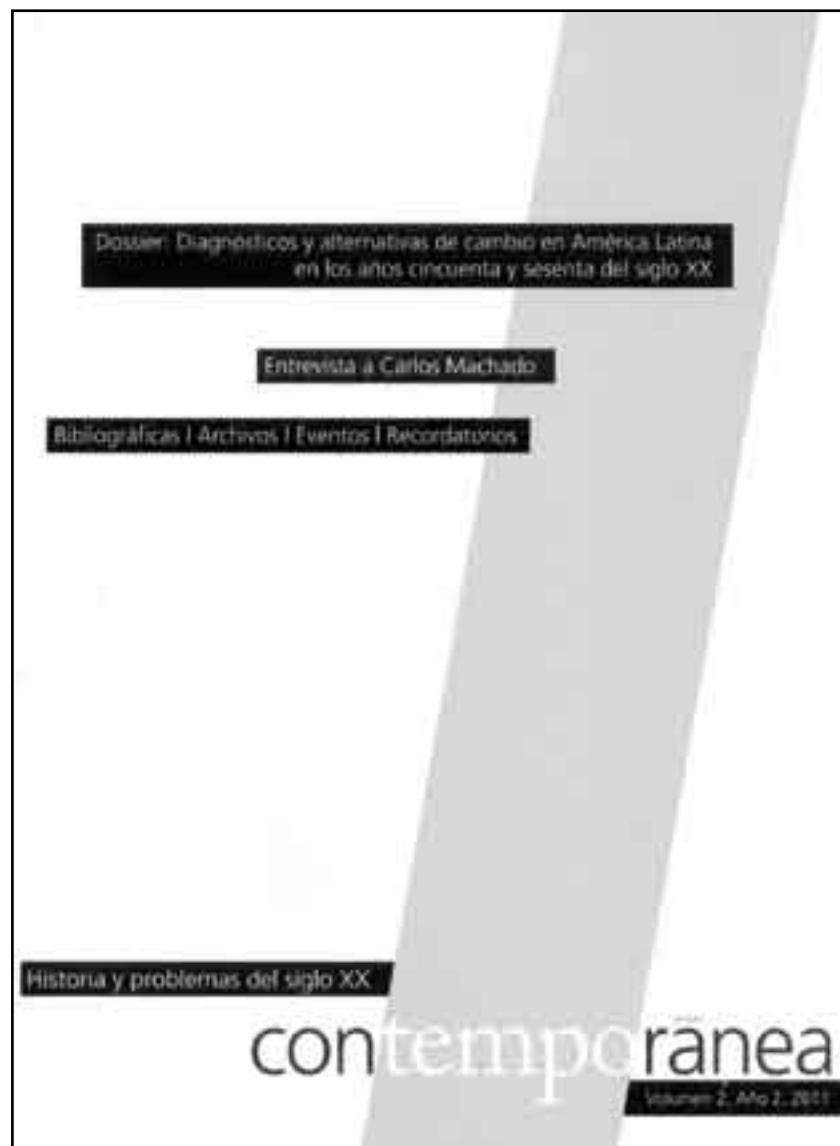 Dossier: Diagnósticos y alternativas de cambio en América Latina
en los años cincuenta y sesenta del siglo XX
Entrevista a Carlos Machado
Bibliográficas | Archivos | Eventos | Recordatorios
Historia y problemas del siglo XX
contemporánea
Volumen 2, Año 2, 2011